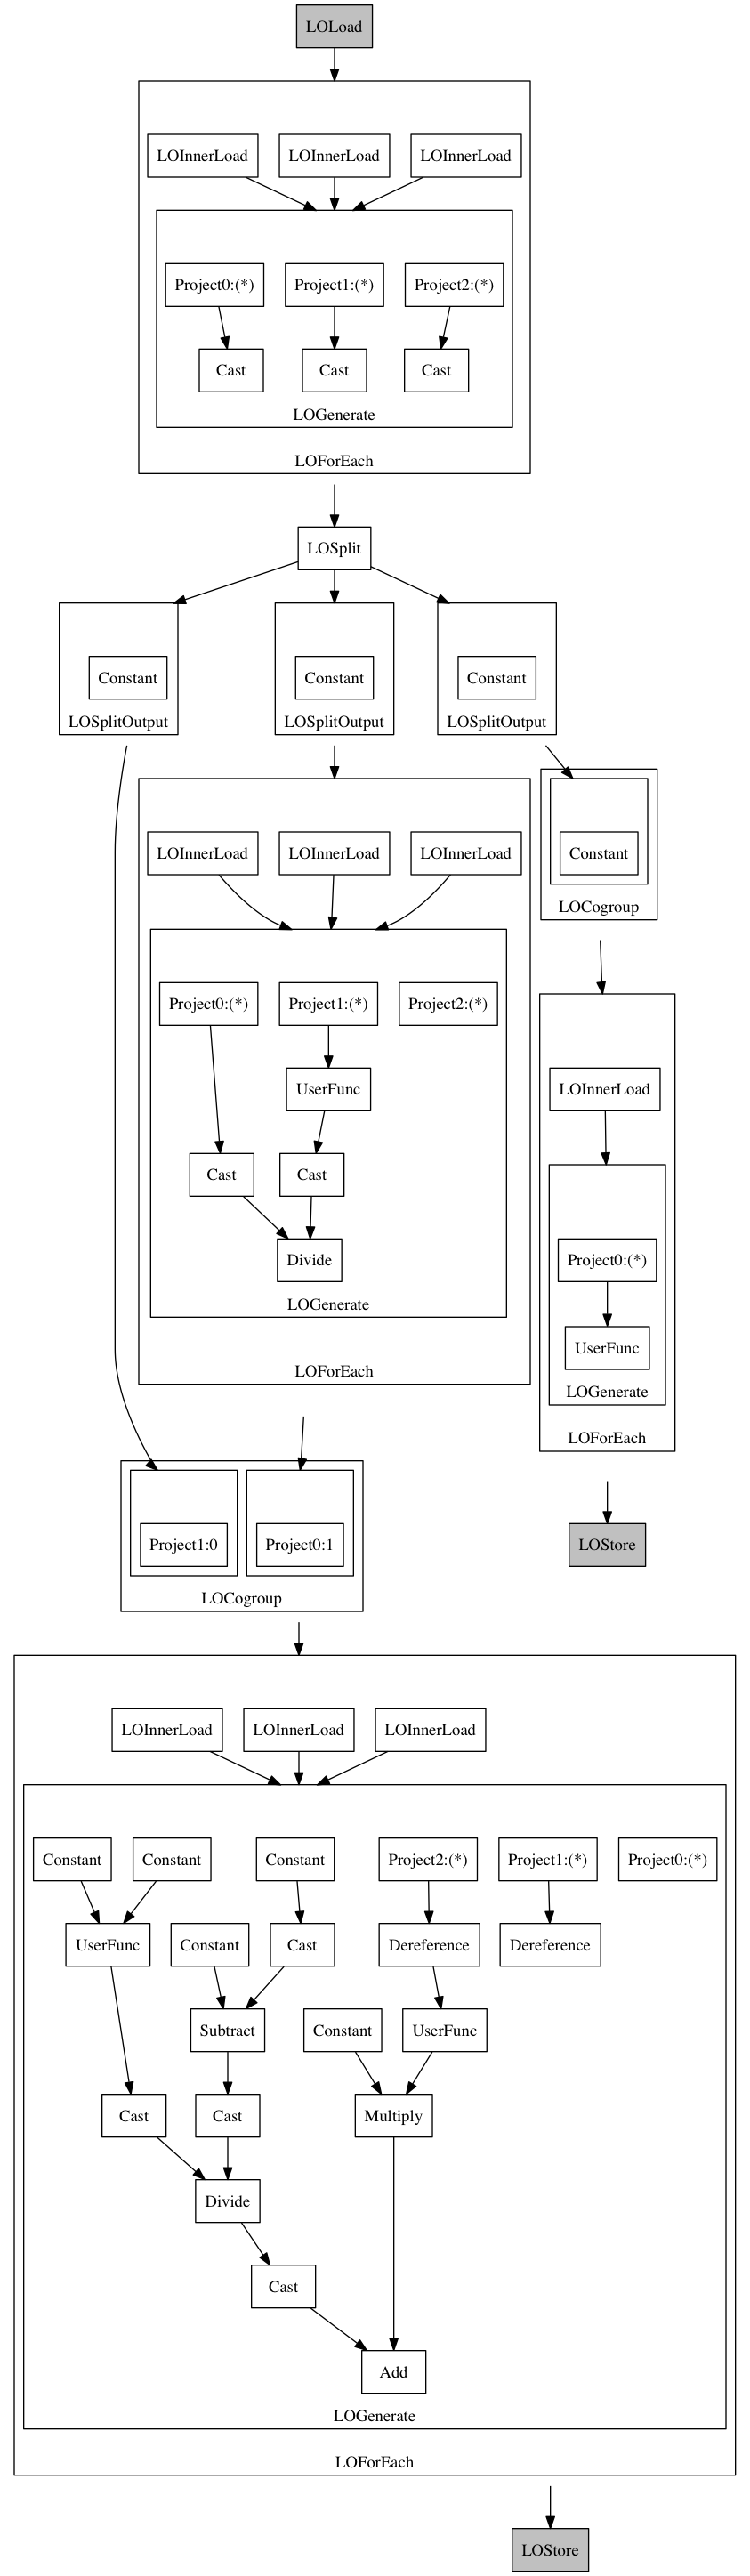 LOLoad
LOInnerLoad LOInnerLoad LOInnerLoad
Project0:(*) Project1:(*) Project2:(*)
Cast Cast Cast
LOGenerate
LOForEach
LOSplit
Constant Constant Constant
LOSplitOutput LOSplitOutput LOSplitOutput
LOInnerLoad LOInnerLoad LOInnerLoad Constant
LOCogroup
Project0:(*) Project1:(*) Project2:(*)
UserFunc LOInnerLoad
Cast Cast
Divide Project0:(*)
LOGenerate
UserFunc
LOForEach
LOGenerate
LOForEach
Project1:0 Project0:1 LOStore
LOCogroup
LOInnerLoad LOInnerLoad LOInnerLoad
Constant Constant Constant Project2:(*) Project1:(*) Project0:(*)
UserFunc Constant Cast Dereference Dereference
Subtract Constant UserFunc
Cast Cast Multiply
Divide
Cast
Add
LOGenerate
LOForEach
LOStore